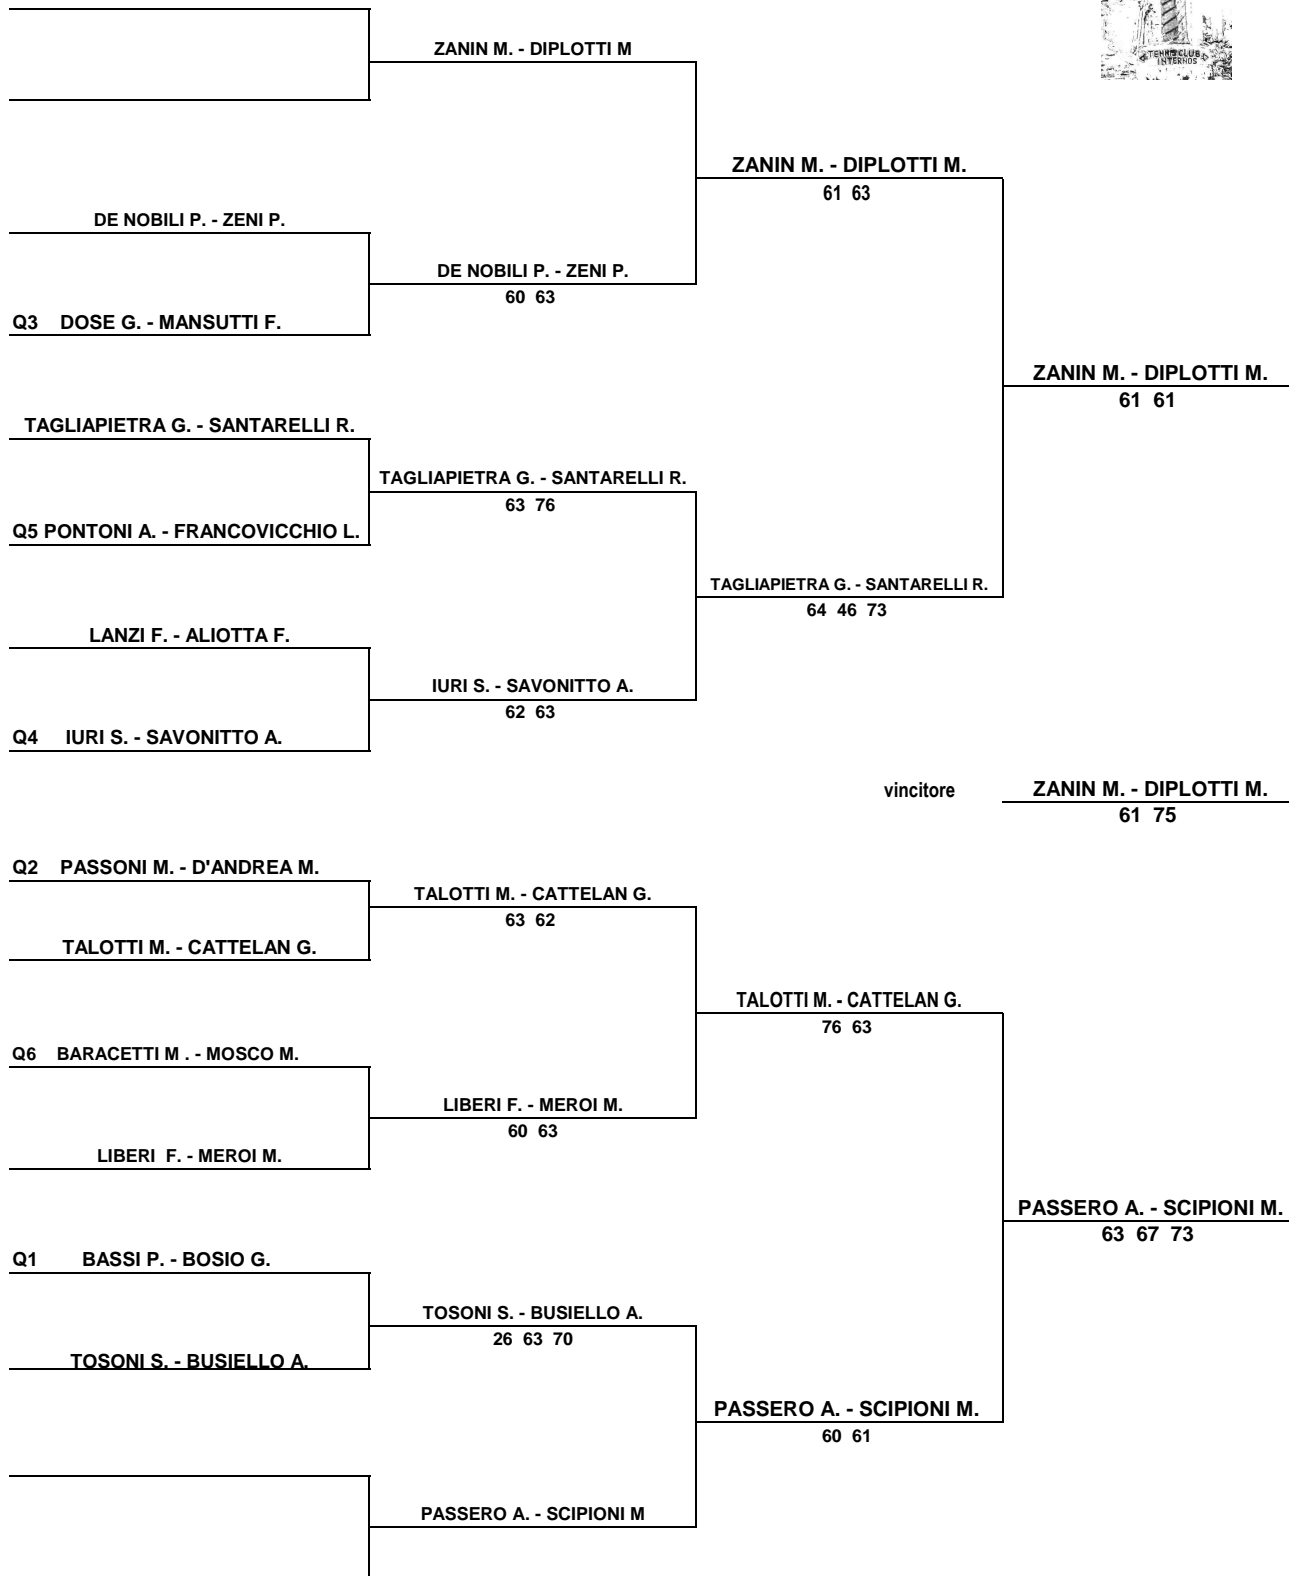 TENNIS CLUB
INTERNOS
ZANIN M. - DIPLOTTI M
ZANIN M. - DIPLOTTI M.
61 63
DE NOBILI P. - ZENI P.
DE NOBILI P. - ZENI P.
60 63
Q3 DOSE G. - MANSUTTI F.
ZANIN M. - DIPLOTTI M.
61 61
TAGLIAPIETRA G. - SANTARELLI R.
TAGLIAPIETRA G. - SANTARELLI R.
63 76
Q5 PONTONI A. - FRANCOVICCHIO L.
TAGLIAPIETRA G. - SANTARELLI R.
64 46 73
LANZI F. - ALIOTTA F.
IURI S. - SAVONITTO A.
62 63
Q4 IURI S. - SAVONITTO A.
vincitore ZANIN M. - DIPLOTTI M.
61 75
Q2 PASSONI M. - D'ANDREA M.
TALOTTI M. - CATTELAN G.
63 62
TALOTTI M. - CATTELAN G.
TALOTTI M. - CATTELAN G.
76 63
Q6 BARACETTI M . - MOSCO M.
LIBERI F. - MEROI M.
60 63
LIBERI F. - MEROI M.
PASSERO A. - SCIPIONI M.
63 67 73
Q1 BASSI P. - BOSIO G.
TOSONI S. - BUSIELLO A.
26 63 70
TOSONI S. - BUSIELLO A.
PASSERO A. - SCIPIONI M.
60 61
PASSERO A. - SCIPIONI M